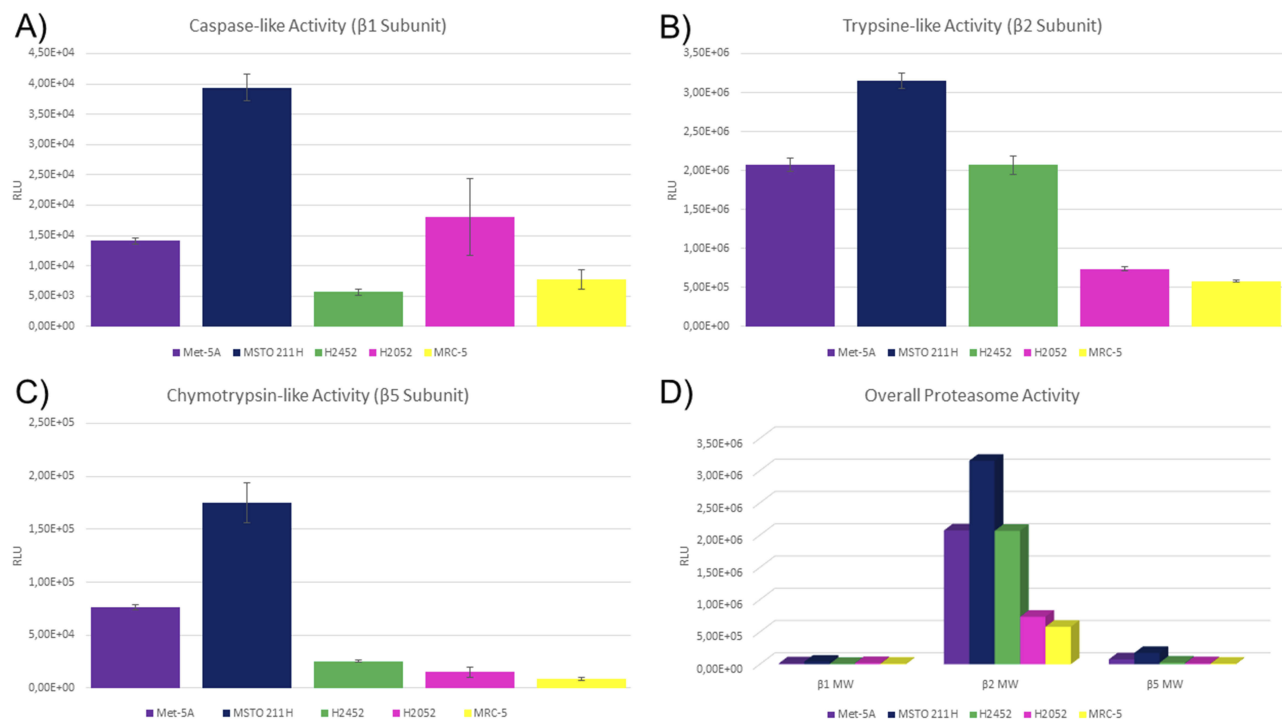 A)
Caspase-like Activity (β1 Subunit)
4,50E+04
4,00E+04
3,50E+04
3,00E+04
2,50E+04
2,00E+04
1,50E+04
1,00E+04
5,00E+03
0,00E+00
RLU
Met-5A MSTO 211H H2452 H2052 MRC-5
B)
Trypsine-like Activity (β2 Subunit)
3,50E+06
3,00E+06
2,50E+06
2,00E+06
1,50E+06
1,00E+06
5,00E+05
0,00E+00
RLU
Met-5A MSTO 211H H2452 H2052 MRC-5
C)
Chymotrypsin-like Activity (β5 Subunit)
2,50E+05
2,00E+05
1,50E+05
1,00E+05
5,00E+04
0,00E+00
RLU
Met-5A MSTO 211H H2452 H2052 MRC-5
D)
Overall Proteasome Activity
3,50E+06
3,00E+06
2,50E+06
2,00E+06
1,50E+06
1,00E+06
5,00E+05
0,00E+00
RLU
β1 MW β2 MW β5 MW
Met-5A MSTO 211H H2452 H2052 MRC-5